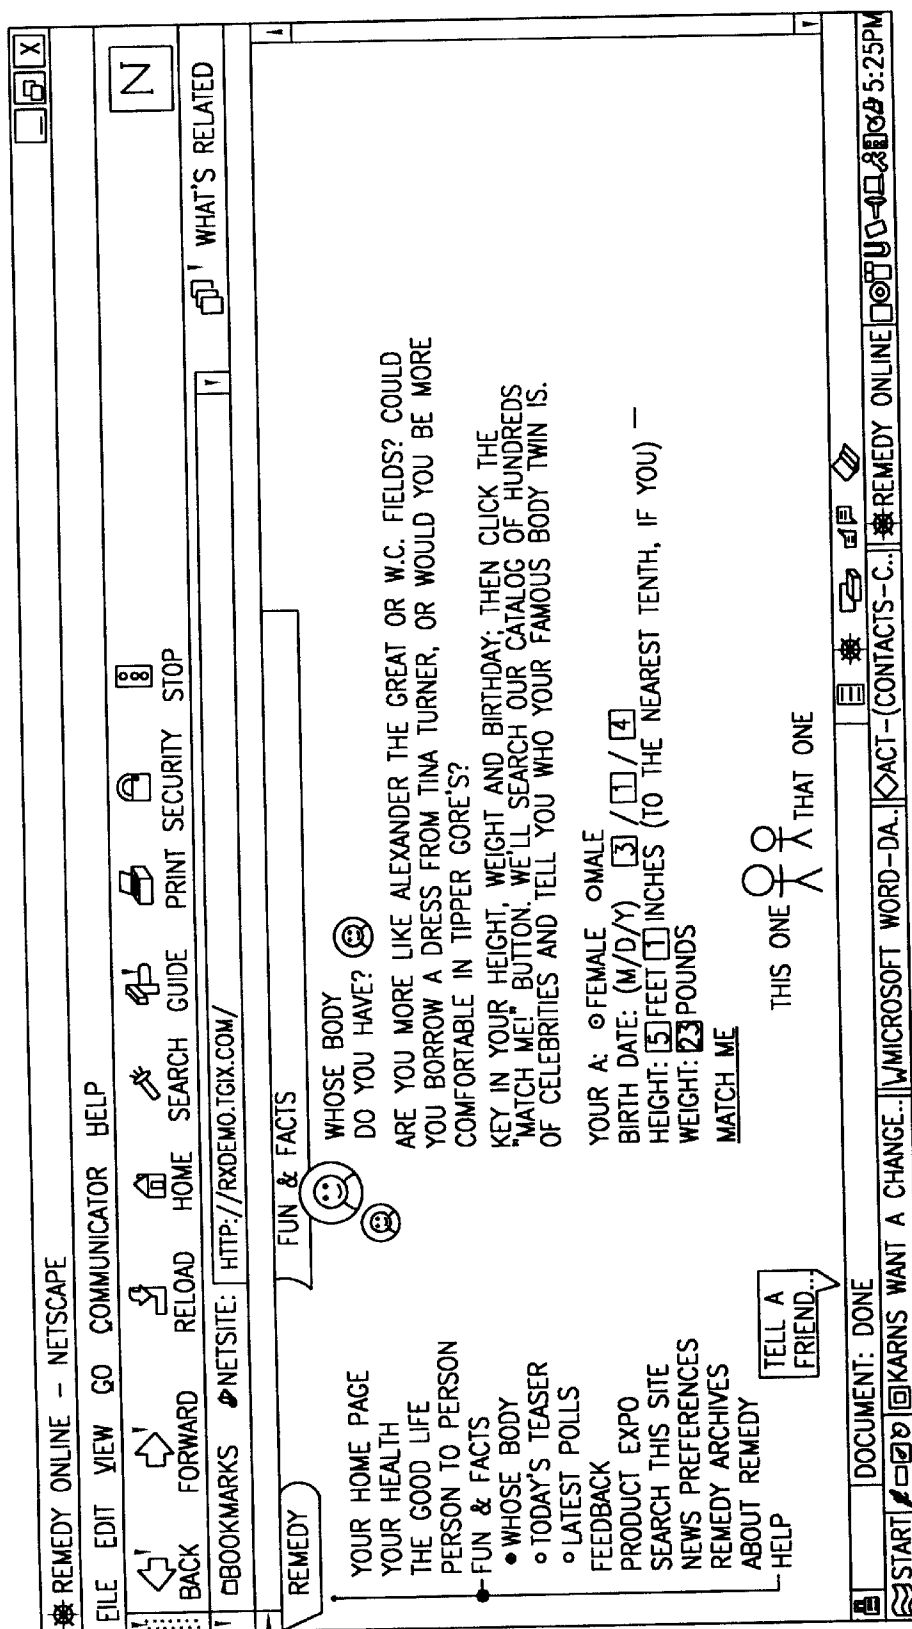 REMEDY ONLINE - NETSCAPE
X
FILE EDIT VIEW GO COMMUNICATOR HELP
N
BACK FORWARD RELOAD HOME SEARCH GUIDE PRINT SECURITY STOP
BOOKMARKS NETSITE: HTTP://RXDEMO.TGIX.COM/ WHAT'S RELATED
REMEDY
FUN & FACTS
YOUR HOME PAGE
YOUR HEALTH
THE GOOD LIFE
PERSON TO PERSON
FUN & FACTS
• WHOSE BODY
○ TODAY'S TEASER
○ LATEST POLLS
FEEDBACK
PRODUCT EXPO
SEARCH THIS SITE
NEWS PREFERENCES
REMEDY ARCHIVES
ABOUT REMEDY
HELP
TELL A
FRIEND...
WHOSE BODY
DO YOU HAVE?
ARE YOU MORE LIKE ALEXANDER THE GREAT OR W.C. FIELDS? COULD
YOU BORROW A DRESS FROM TINA TURNER, OR WOULD YOU BE MORE
COMFORTABLE IN TIPPER GORE'S?
KEY IN YOUR HEIGHT, WEIGHT AND BIRTHDAY; THEN CLICK THE
"MATCH ME!" BUTTON. WE'LL SEARCH OUR CATALOG OF HUNDREDS
OF CELEBRITIES AND TELL YOU WHO YOUR FAMOUS BODY TWIN IS.
YOUR A: ⊙FEMALE ○MALE
BIRTH DATE: (M/D/Y) 3 / 1 / 4
HEIGHT: 5 FEET 1 INCHES (TO THE NEAREST TENTH, IF YOU)
WEIGHT: 23 POUNDS
MATCH ME
THIS ONE THAT ONE
DOCUMENT: DONE
START KARNS WANT A CHANGE.. WMICROSOFT WORD-DA.. ACT-(CONTACTS-C.. REMEDY ONLINE 5:25PM